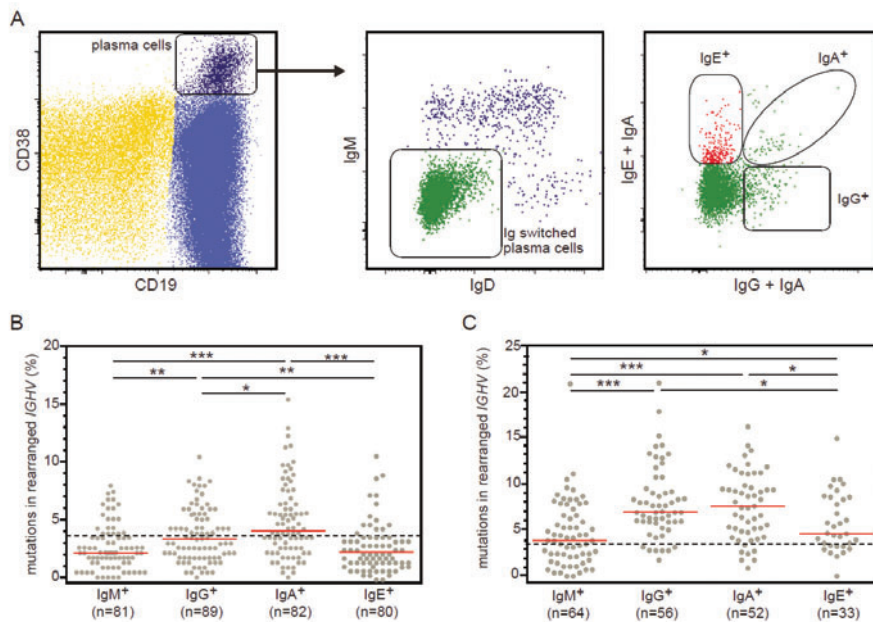 A
plasma cells
CD38
CD19
IgM
IgD
Ig switched
plasma cells
IgE+
IgA+
IgG+
IgE + IgA
IgG + IgA
B
mutations in rearranged IGHV (%)
20
15
10
5
0
***
***
**
**
*
IgM+
(n=81)
IgG+
(n=89)
IgA+
(n=82)
IgE+
(n=80)
C
mutations in rearranged IGHV (%)
25
20
15
10
5
0
*
***
*
***
*
IgM+
(n=64)
IgG+
(n=56)
IgA+
(n=52)
IgE+
(n=33)